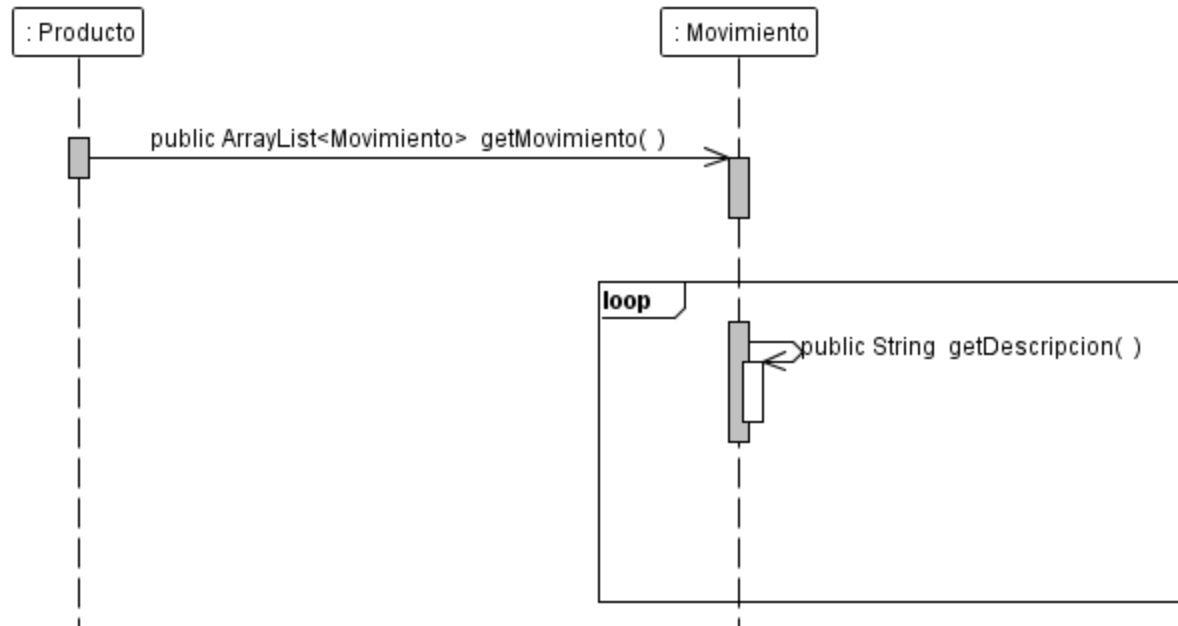 : Producto
: Movimiento
public ArrayList<Movimiento> getMovimiento( )
loop
public String getDescripcion( )